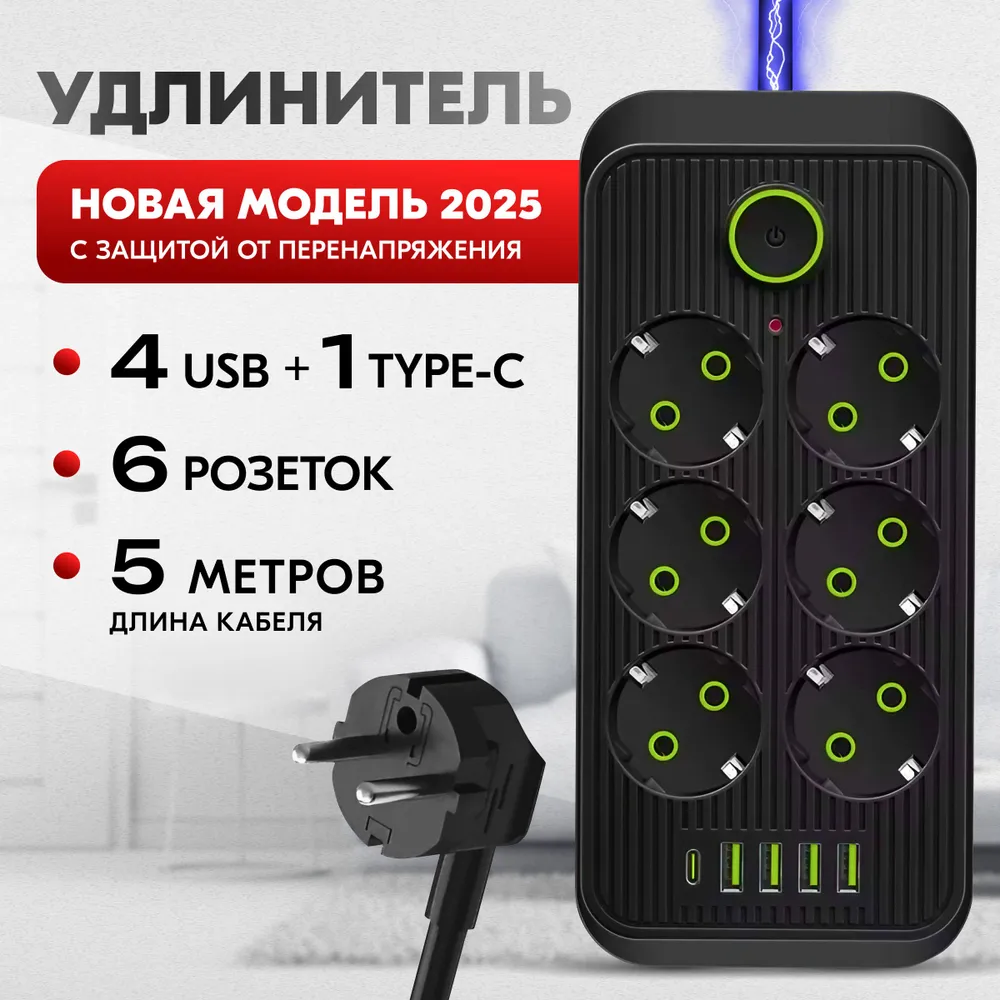 УДЛИНИТЕЛЬ
НОВАЯ МОДЕЛЬ 2025
С ЗАЩИТОЙ ОТ ПЕРЕНАПРЯЖЕНИЯ
4 USB + 1 TYPE-C
6 РОЗЕТОК
5 МЕТРОВ
ДЛИНА КАБЕЛЯ